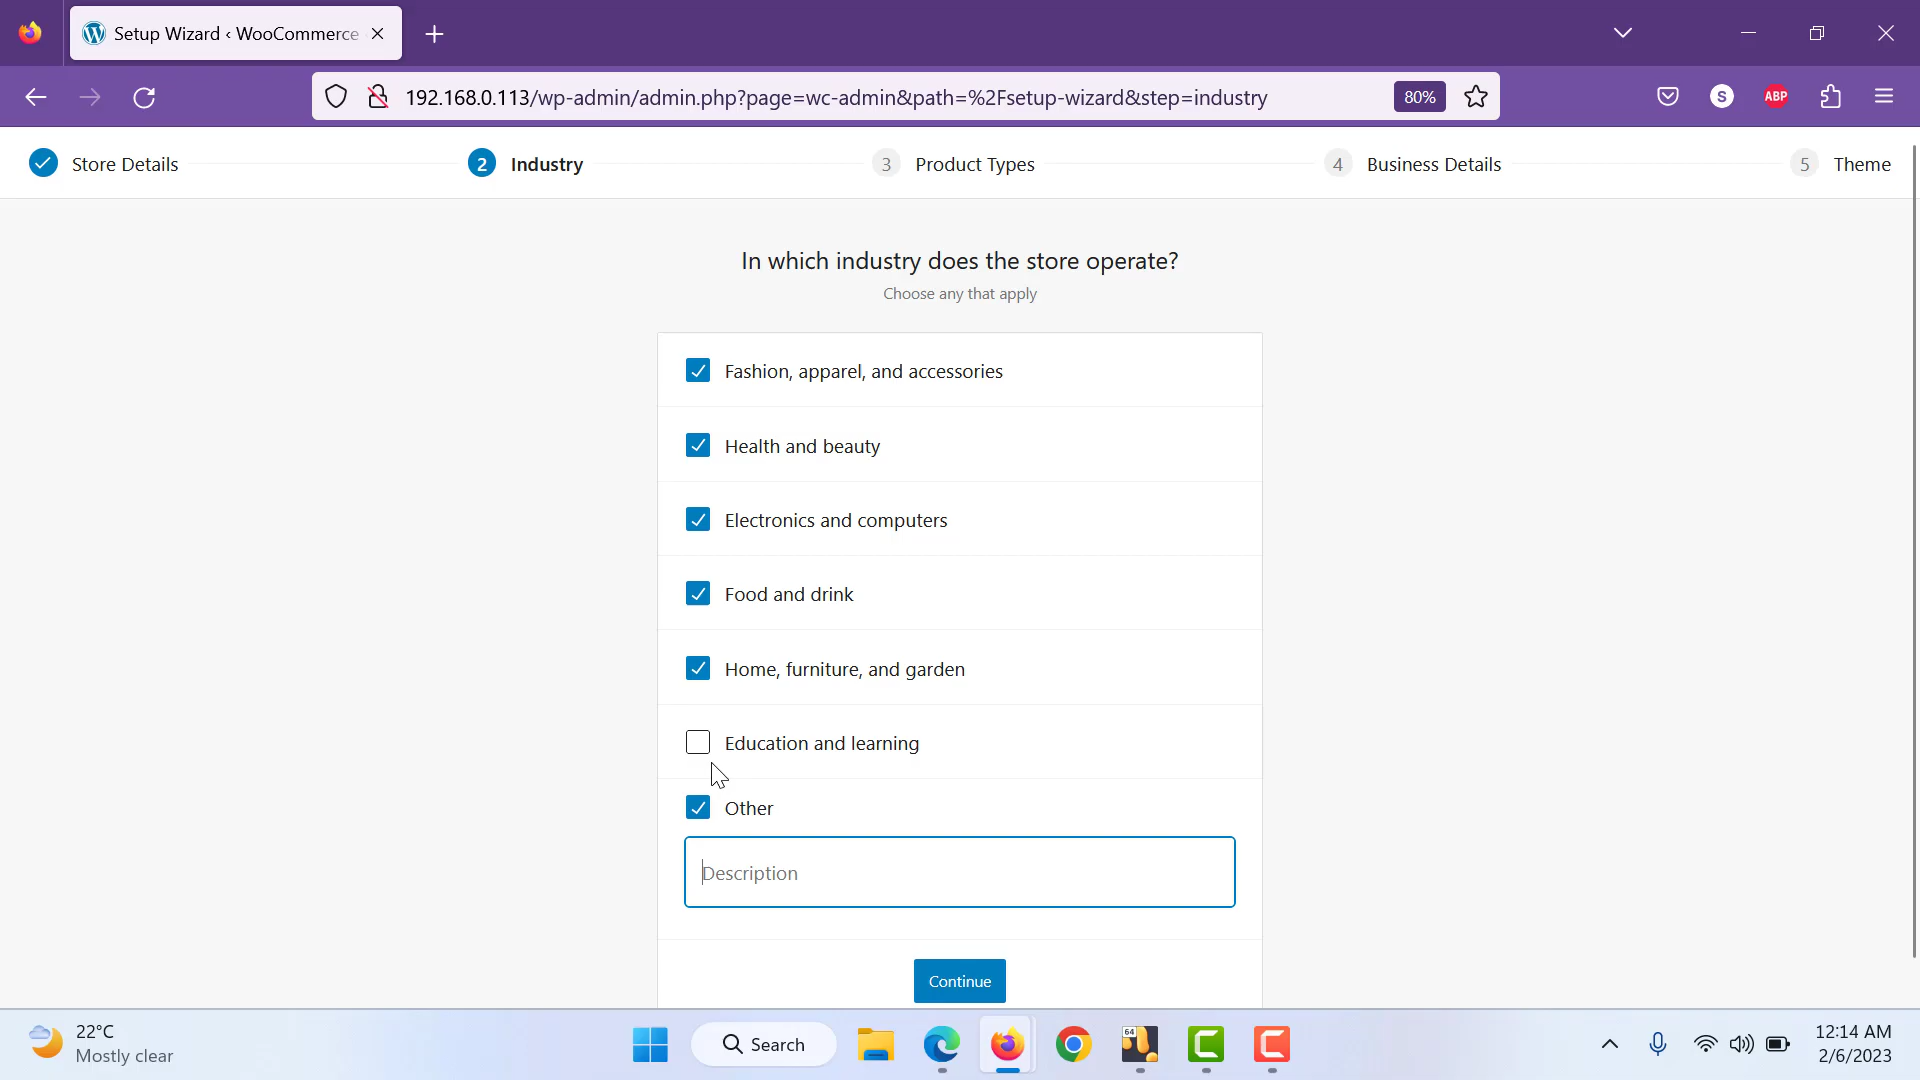 Setup Wizard ‹ WooCommerce
192.168.0.113/wp-admin/admin.php?page=wc-admin&path=%2Fsetup-wizard&step=industry
80%
S
ABP
Store Details
2 Industry
3 Product Types
4 Business Details
5 Theme
In which industry does the store operate?
Choose any that apply
Fashion, apparel, and accessories
Health and beauty
Electronics and computers
Food and drink
Home, furniture, and garden
Education and learning
Other
Description
Continue
22°C
Mostly clear
Search
64
12:14 AM
2/6/2023